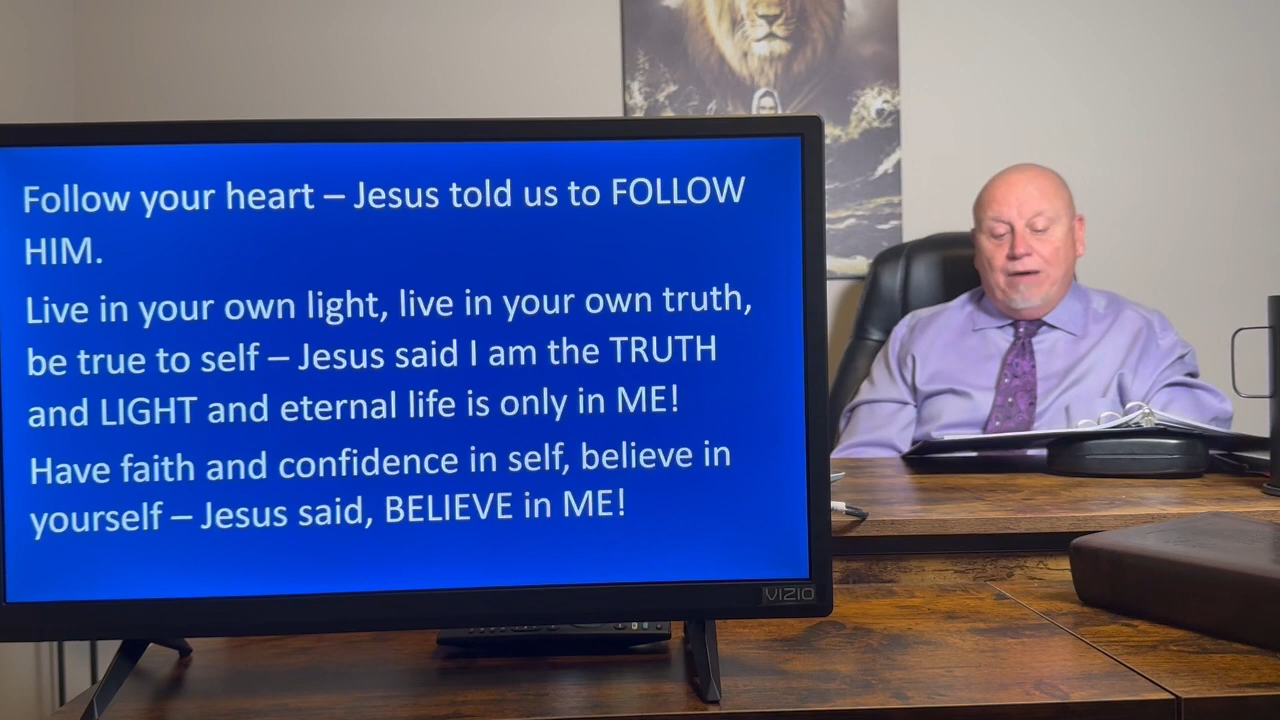 Follow your heart – Jesus told us to FOLLOW
HIM.
Live in your own light, live in your own truth,
be true to self – Jesus said I am the TRUTH
and LIGHT and eternal life is only in ME!
Have faith and confidence in self, believe in
yourself – Jesus said, BELIEVE in ME!
VIZIO